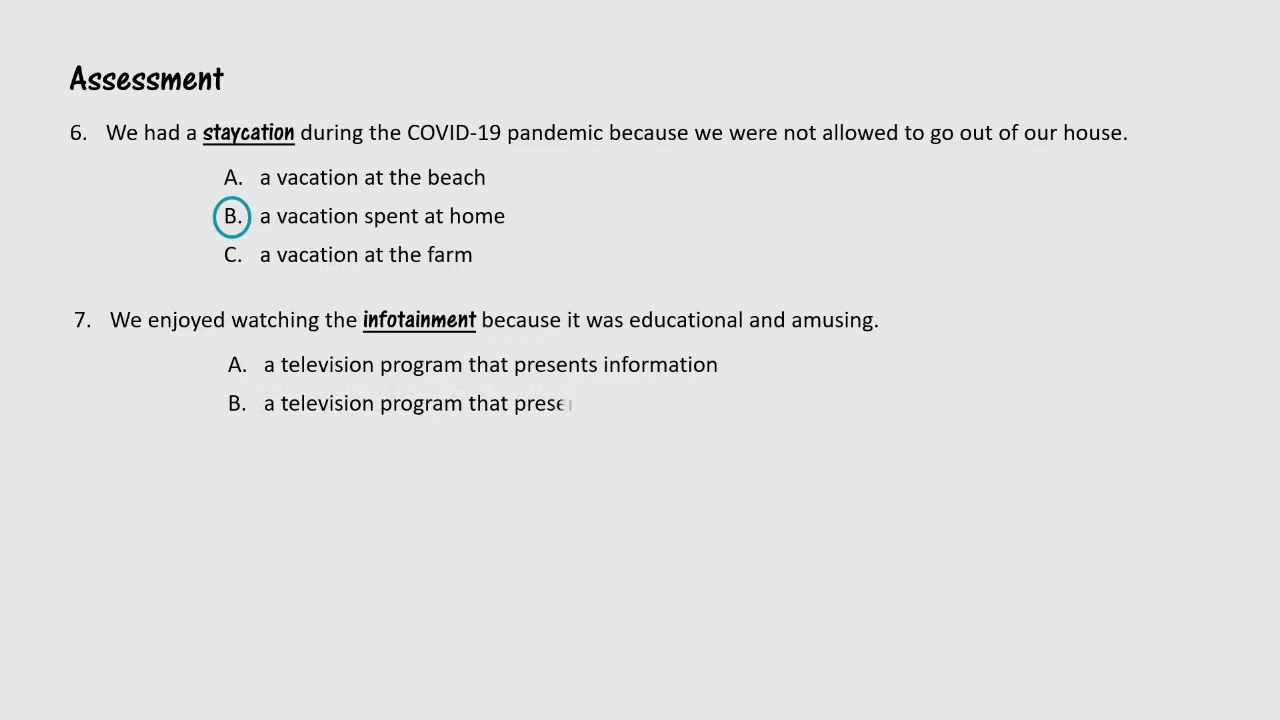 Assessment
6. We had a staycation during the COVID-19 pandemic because we were not allowed to go out of our house.
A. a vacation at the beach
B. a vacation spent at home
C. a vacation at the farm
7. We enjoyed watching the infotainment because it was educational and amusing.
A. a television program that presents information
B. a television program that